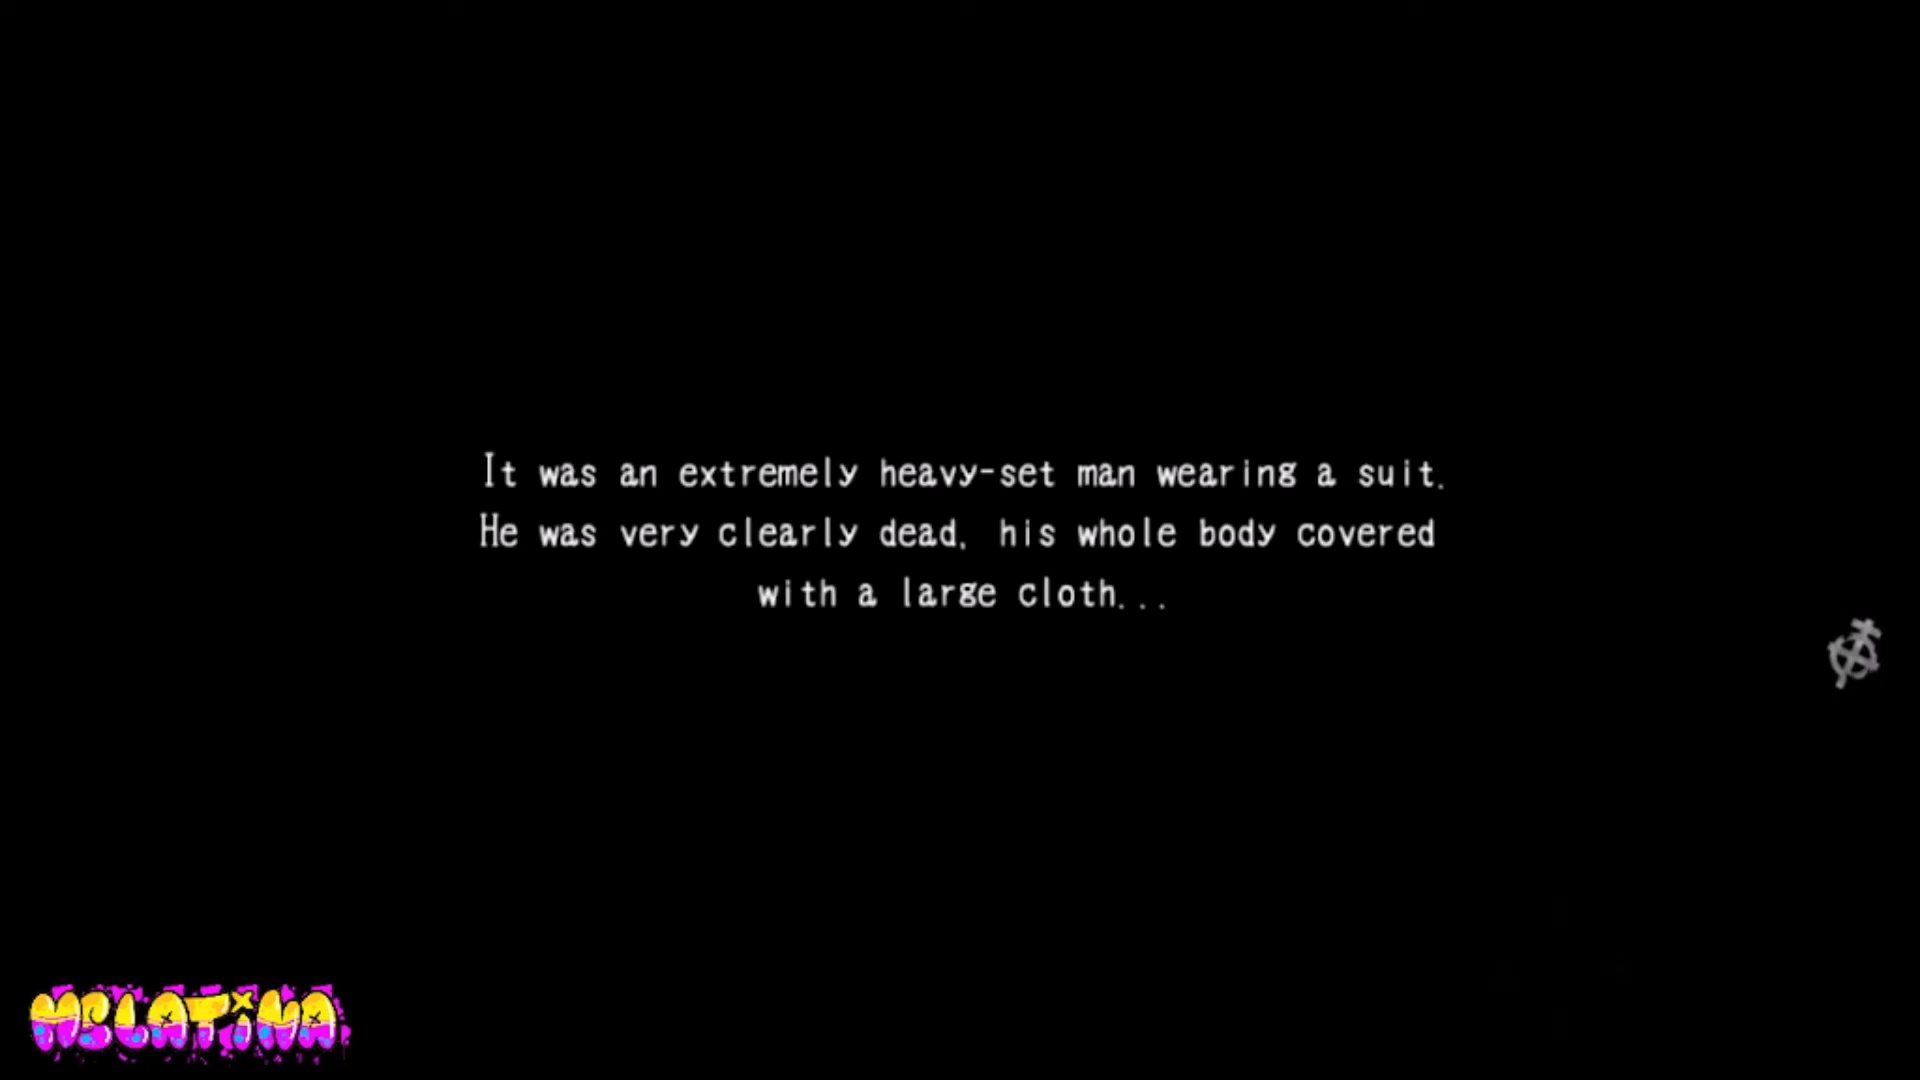 It was an extremely heavy-set man wearing a suit.
He was very clearly dead, his whole body covered
with a large cloth...
MELATiNA